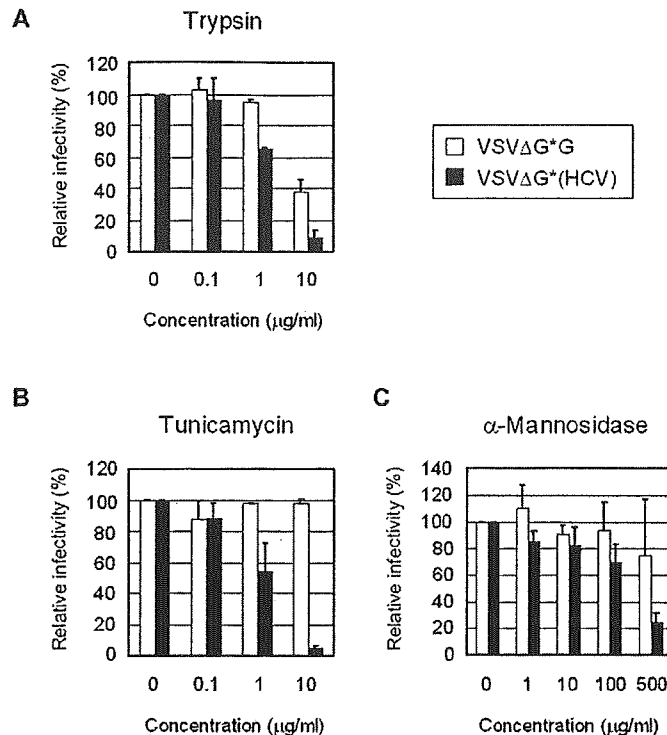 A
Trypsin
Relative infectivity (%)
120
100
80
60
40
20
0
0 0.1 1 10
Concentration (μg/ml)
VSVΔG*G
VSVΔG*(HCV)
B
Tunicamycin
Relative infectivity (%)
120
100
80
60
40
20
0
0 0.1 1 10
Concentration (μg/ml)
C
α-Mannosidase
Relative infectivity (%)
140
120
100
80
60
40
20
0
0 1 10 100 500
Concentration (μg/ml)